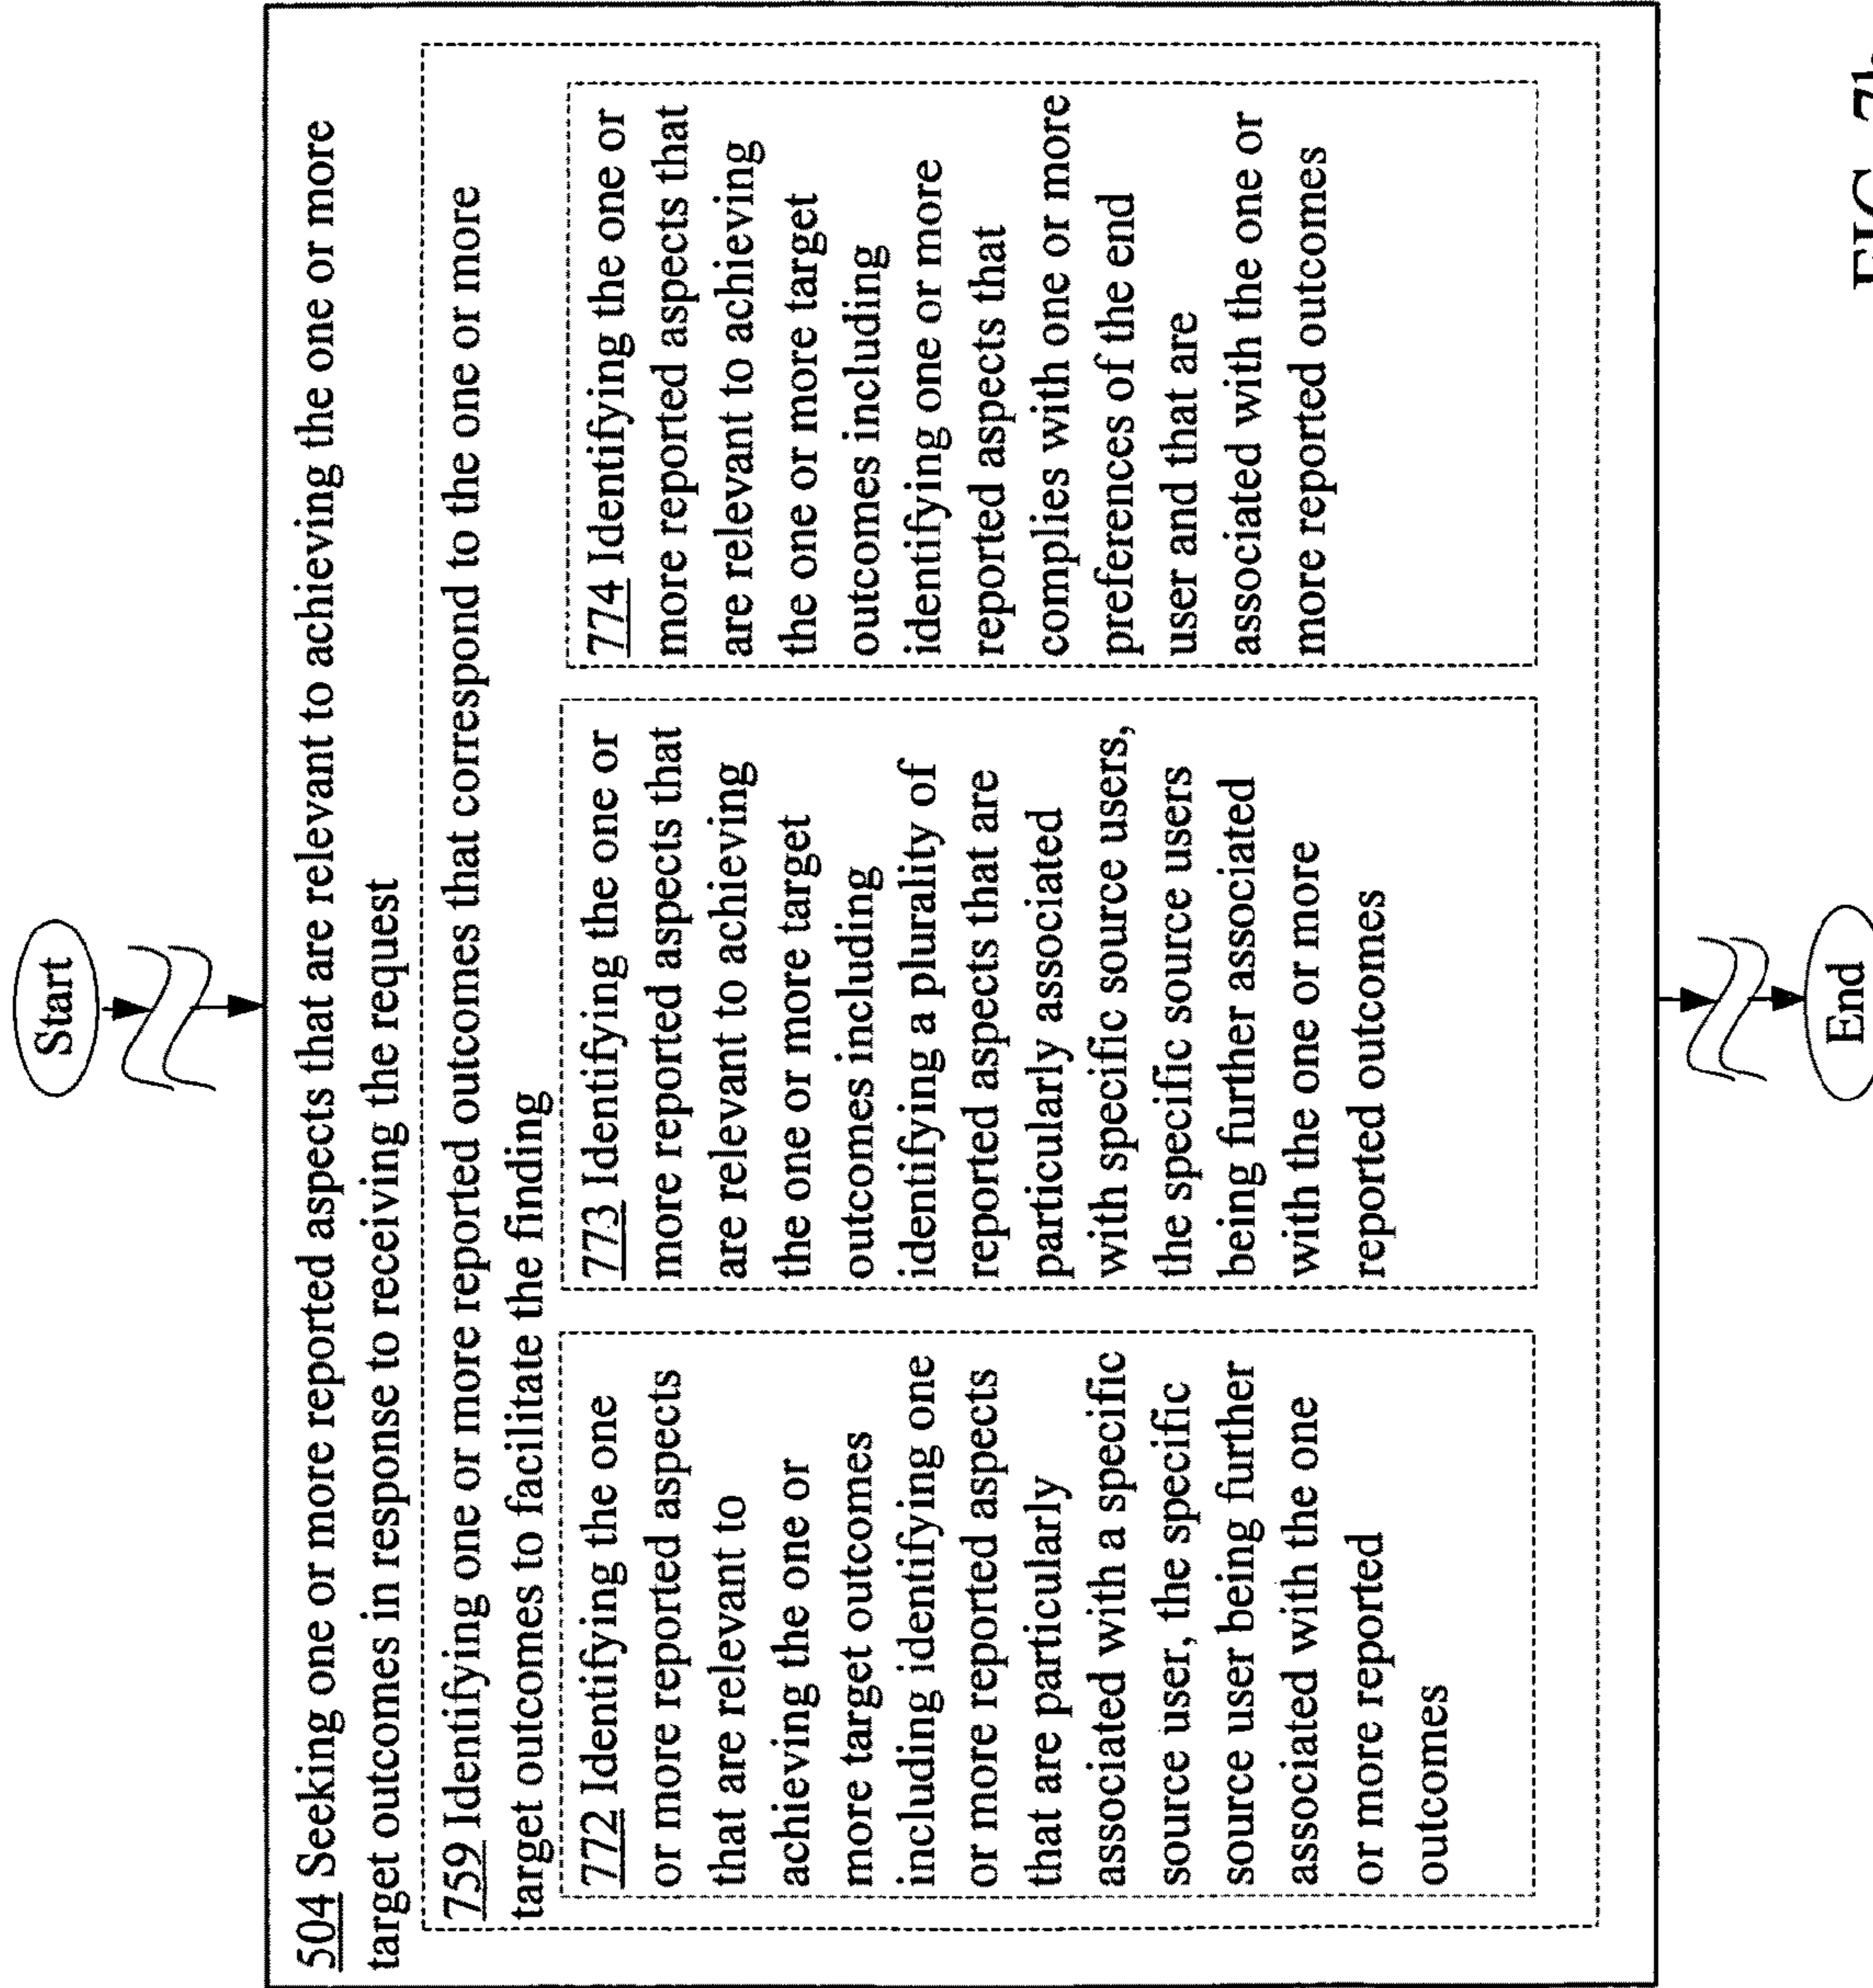 Start
504 Seeking one or more reported aspects that are relevant to achieving the one or more
target outcomes in response to receiving the request
759 Identifying one or more reported outcomes that correspond to the one or more
target outcomes to facilitate the finding
772 Identifying the one
or more reported aspects
that are relevant to
achieving the one or
more target outcomes
including identifying one
or more reported aspects
that are particularly
associated with a specific
source user, the specific
source user being further
associated with the one
or more reported
outcomes
773 Identifying the one or
more reported aspects that
are relevant to achieving
the one or more target
outcomes including
identifying a plurality of
reported aspects that are
particularly associated
with specific source users,
the specific source users
being further associated
with the one or more
reported outcomes
774 Identifying the one or
more reported aspects that
are relevant to achieving
the one or more target
outcomes including
identifying one or more
reported aspects that
complies with one or more
preferences of the end
user and that are
associated with the one or
more reported outcomes
End
FIG.